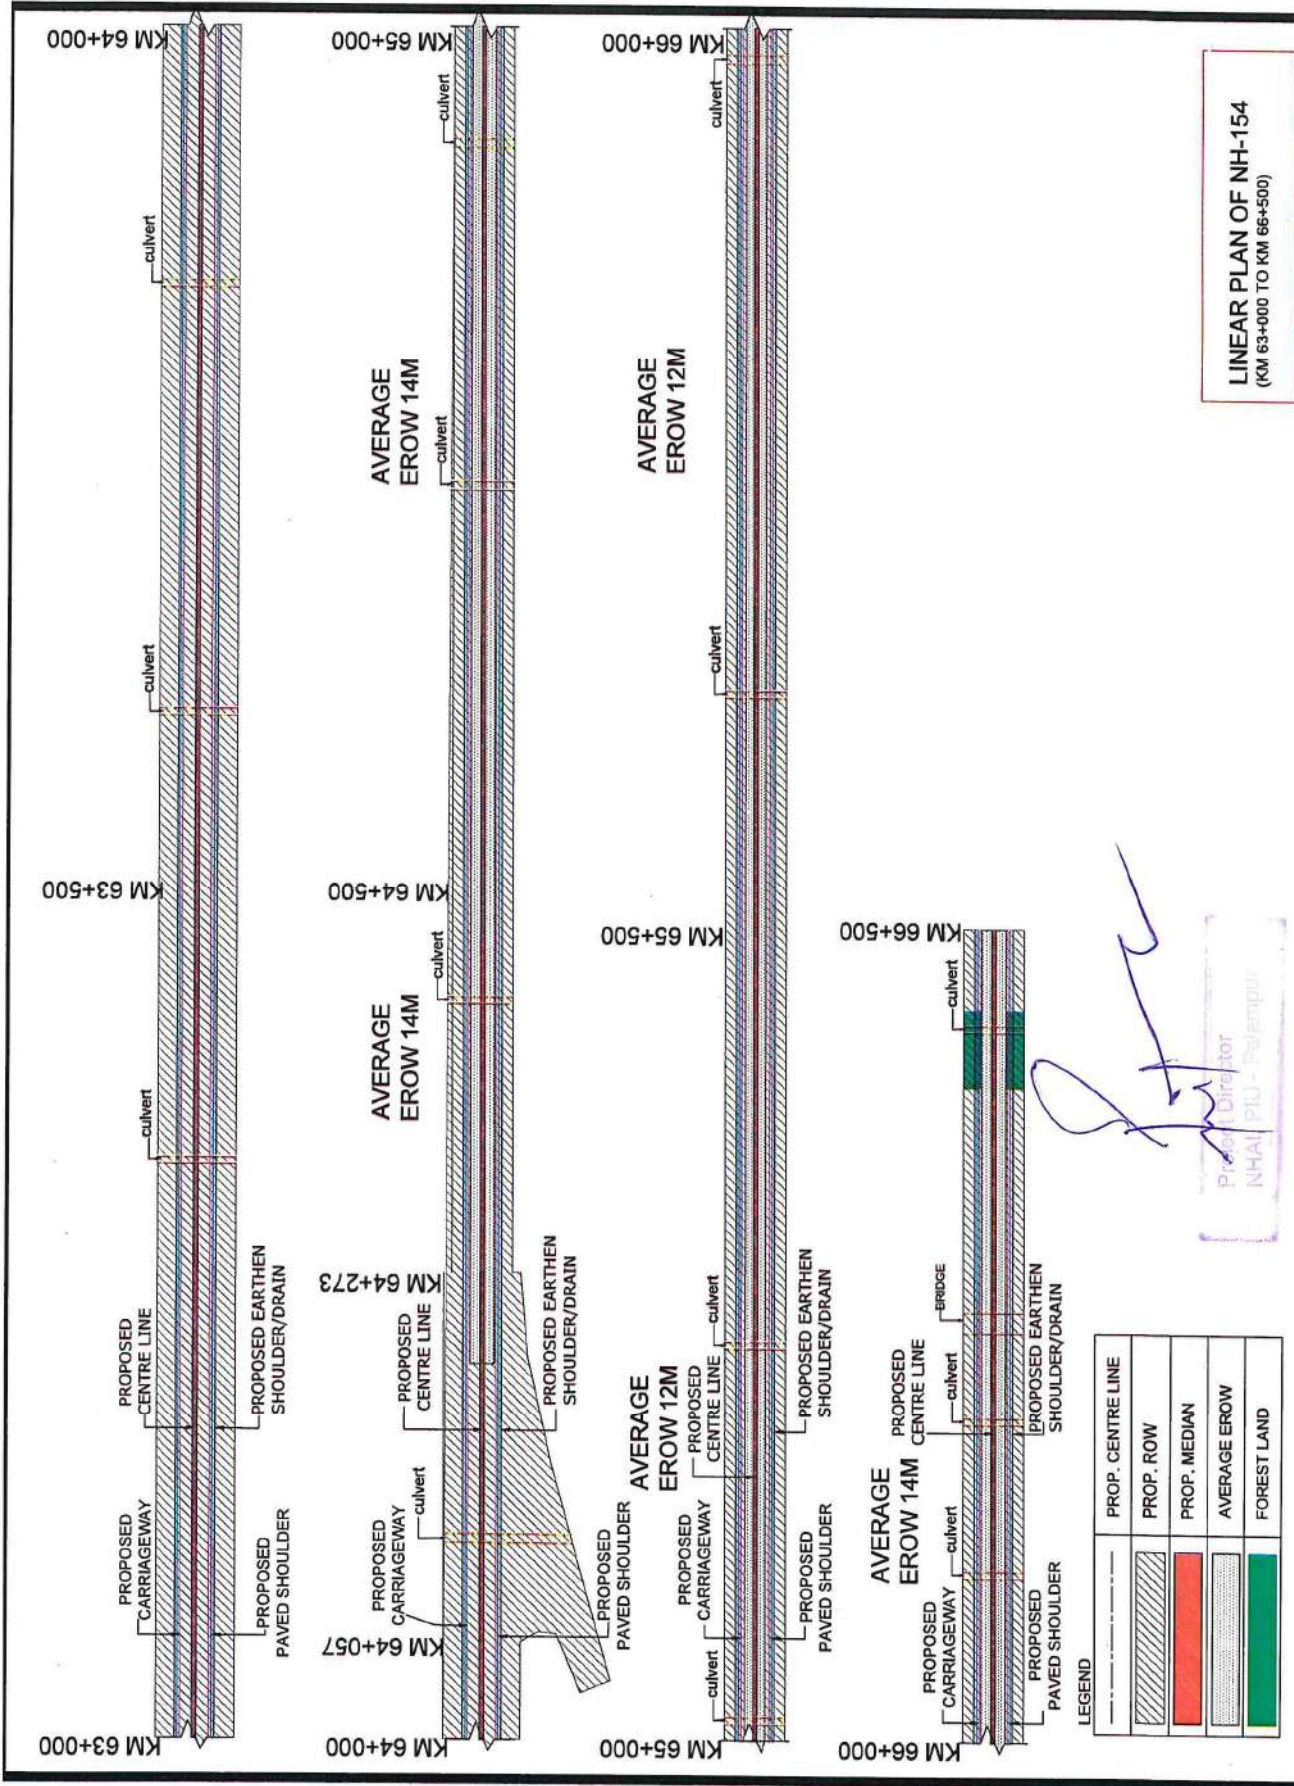 KM 63+000
KM 63+500
KM 64+000
culvert
culvert
culvert
PROPOSED
CARRIAGEWAY
PROPOSED
CENTRE LINE
PROPOSED
PAVED SHOULDER
PROPOSED EARTHEN
SHOULDER/DRAIN
KM 64+000
KM 64+057
KM 64+273
KM 64+500
KM 65+000
AVERAGE
EROW 14M
AVERAGE
EROW 14M
PROPOSED
CARRIAGEWAY
culvert
PROPOSED
CENTRE LINE
culvert
culvert
culvert
PROPOSED
PAVED SHOULDER
PROPOSED EARTHEN
SHOULDER/DRAIN
KM 65+000
KM 65+500
KM 66+000
AVERAGE
EROW 12M
AVERAGE
EROW 12M
culvert
PROPOSED
CARRIAGEWAY
PROPOSED
CENTRE LINE
culvert
culvert
culvert
PROPOSED
PAVED SHOULDER
PROPOSED EARTHEN
SHOULDER/DRAIN
KM 66+000
KM 66+500
AVERAGE
EROW 14M
PROPOSED
CARRIAGEWAY
culvert
PROPOSED
CENTRE LINE
culvert
BRIDGE
culvert
PROPOSED
PAVED SHOULDER
PROPOSED EARTHEN
SHOULDER/DRAIN
LEGEND
PROP. CENTRE LINE
PROP. ROW
PROP. MEDIAN
AVERAGE EROW
FOREST LAND
Project Director
NHAI, PIU - Palampur
LINEAR PLAN OF NH-154
(KM 63+000 TO KM 66+500)